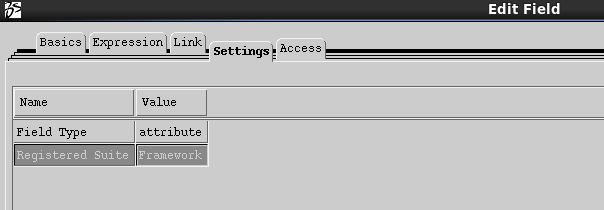 Edit Field
Basics Expression Link Settings Access
Name Value
Field Type attribute
Registered Suite Framework